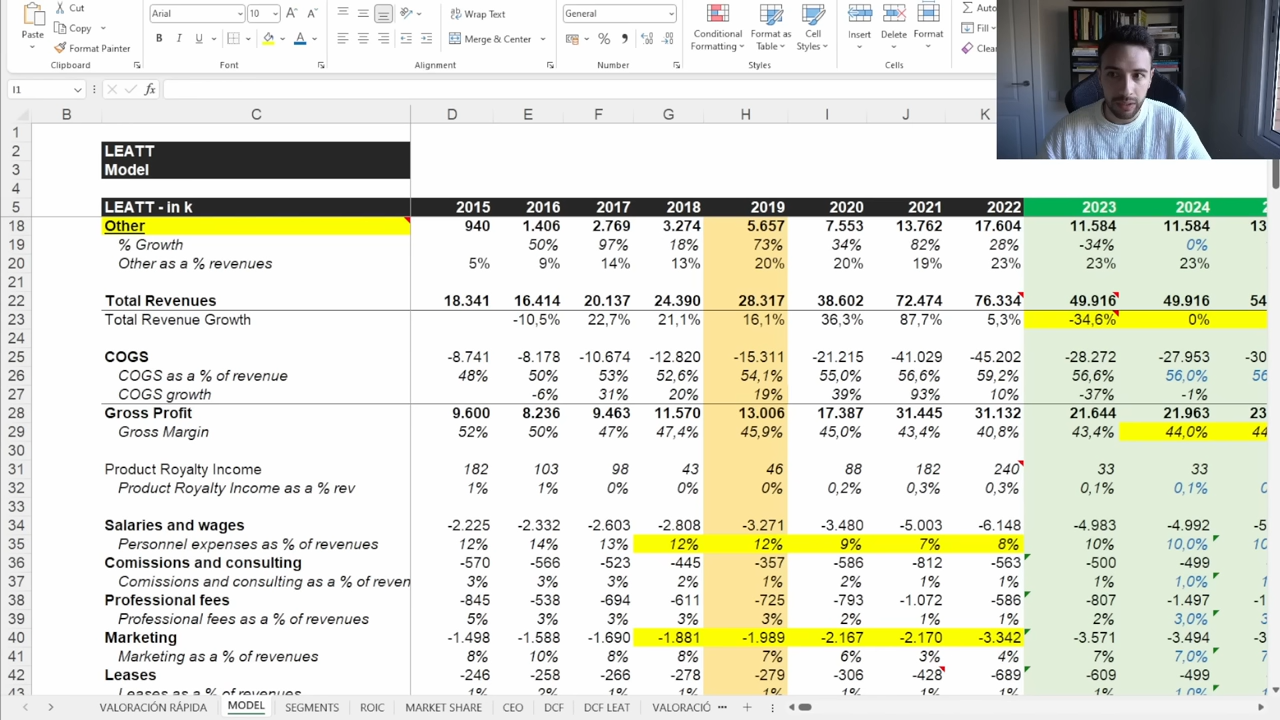 Cut
Copy
Format Painter
Paste
Clipboard
Arial 10 A A
B I U A
Font
Wrap Text
Merge & Center
Alignment
General
% 9
Number
Conditional Formatting
Format as Table
Cell Styles
Styles
Insert Delete Format
Cells
Σ
Fill
I1 fx
B C D E F G H I J K
1
2 LEATT
3 Model
4
5 LEATT - in k 2015 2016 2017 2018 2019 2020 2021 2022 2023 2024
18 Other 940 1.406 2.769 3.274 5.657 7.553 13.762 17.604 11.584 11.584 13
19 % Growth 50% 97% 18% 73% 34% 82% 28% -34% 0%
20 Other as a % revenues 5% 9% 14% 13% 20% 20% 19% 23% 23% 23%
21
22 Total Revenues 18.341 16.414 20.137 24.390 28.317 38.602 72.474 76.334 49.916 49.916 54
23 Total Revenue Growth -10,5% 22,7% 21,1% 16,1% 36,3% 87,7% 5,3% -34,6% 0%
24
25 COGS -8.741 -8.178 -10.674 -12.820 -15.311 -21.215 -41.029 -45.202 -28.272 -27.953 -30
26 COGS as a % of revenue 48% 50% 53% 52,6% 54,1% 55,0% 56,6% 59,2% 56,6% 56,0% 56
27 COGS growth -6% 31% 20% 19% 39% 93% 10% -37% -1%
28 Gross Profit 9.600 8.236 9.463 11.570 13.006 17.387 31.445 31.132 21.644 21.963 23
29 Gross Margin 52% 50% 47% 47,4% 45,9% 45,0% 43,4% 40,8% 43,4% 44,0% 44
30
31 Product Royalty Income 182 103 98 43 46 88 182 240 33 33
32 Product Royalty Income as a % rev 1% 1% 0% 0% 0% 0,2% 0,3% 0,3% 0,1% 0,1% 0
33
34 Salaries and wages -2.225 -2.332 -2.603 -2.808 -3.271 -3.480 -5.003 -6.148 -4.983 -4.992 -5
35 Personnel expenses as % of revenues 12% 14% 13% 12% 12% 9% 7% 8% 10% 10,0% 10
36 Comissions and consulting -570 -566 -523 -445 -357 -586 -812 -563 -500 -499
37 Comissions and consulting as a % of reven 3% 3% 3% 2% 1% 2% 1% 1% 1% 1,0%
38 Professional fees -845 -538 -694 -611 -725 -793 -1.072 -586 -807 -1.497 -1
39 Professional fees as a % of revenues 5% 3% 3% 3% 3% 2% 1% 1% 2% 3,0% 3
40 Marketing -1.498 -1.588 -1.690 -1.881 -1.989 -2.167 -2.170 -3.342 -3.571 -3.494 -3
41 Marketing as a % of revenues 8% 10% 8% 8% 7% 6% 3% 4% 7% 7,0% 7
42 Leases -246 -258 -266 -278 -279 -306 -428 -689 -609 -499
43 Leases as a % of revenues 1% 2% 1% 1% 1% 1% 1% 1% 1% 1,0%
VALORACIÓN RÁPIDA MODEL SEGMENTS ROIC MARKET SHARE CEO DCF DCF LEAT VALORACIÓ ··· +